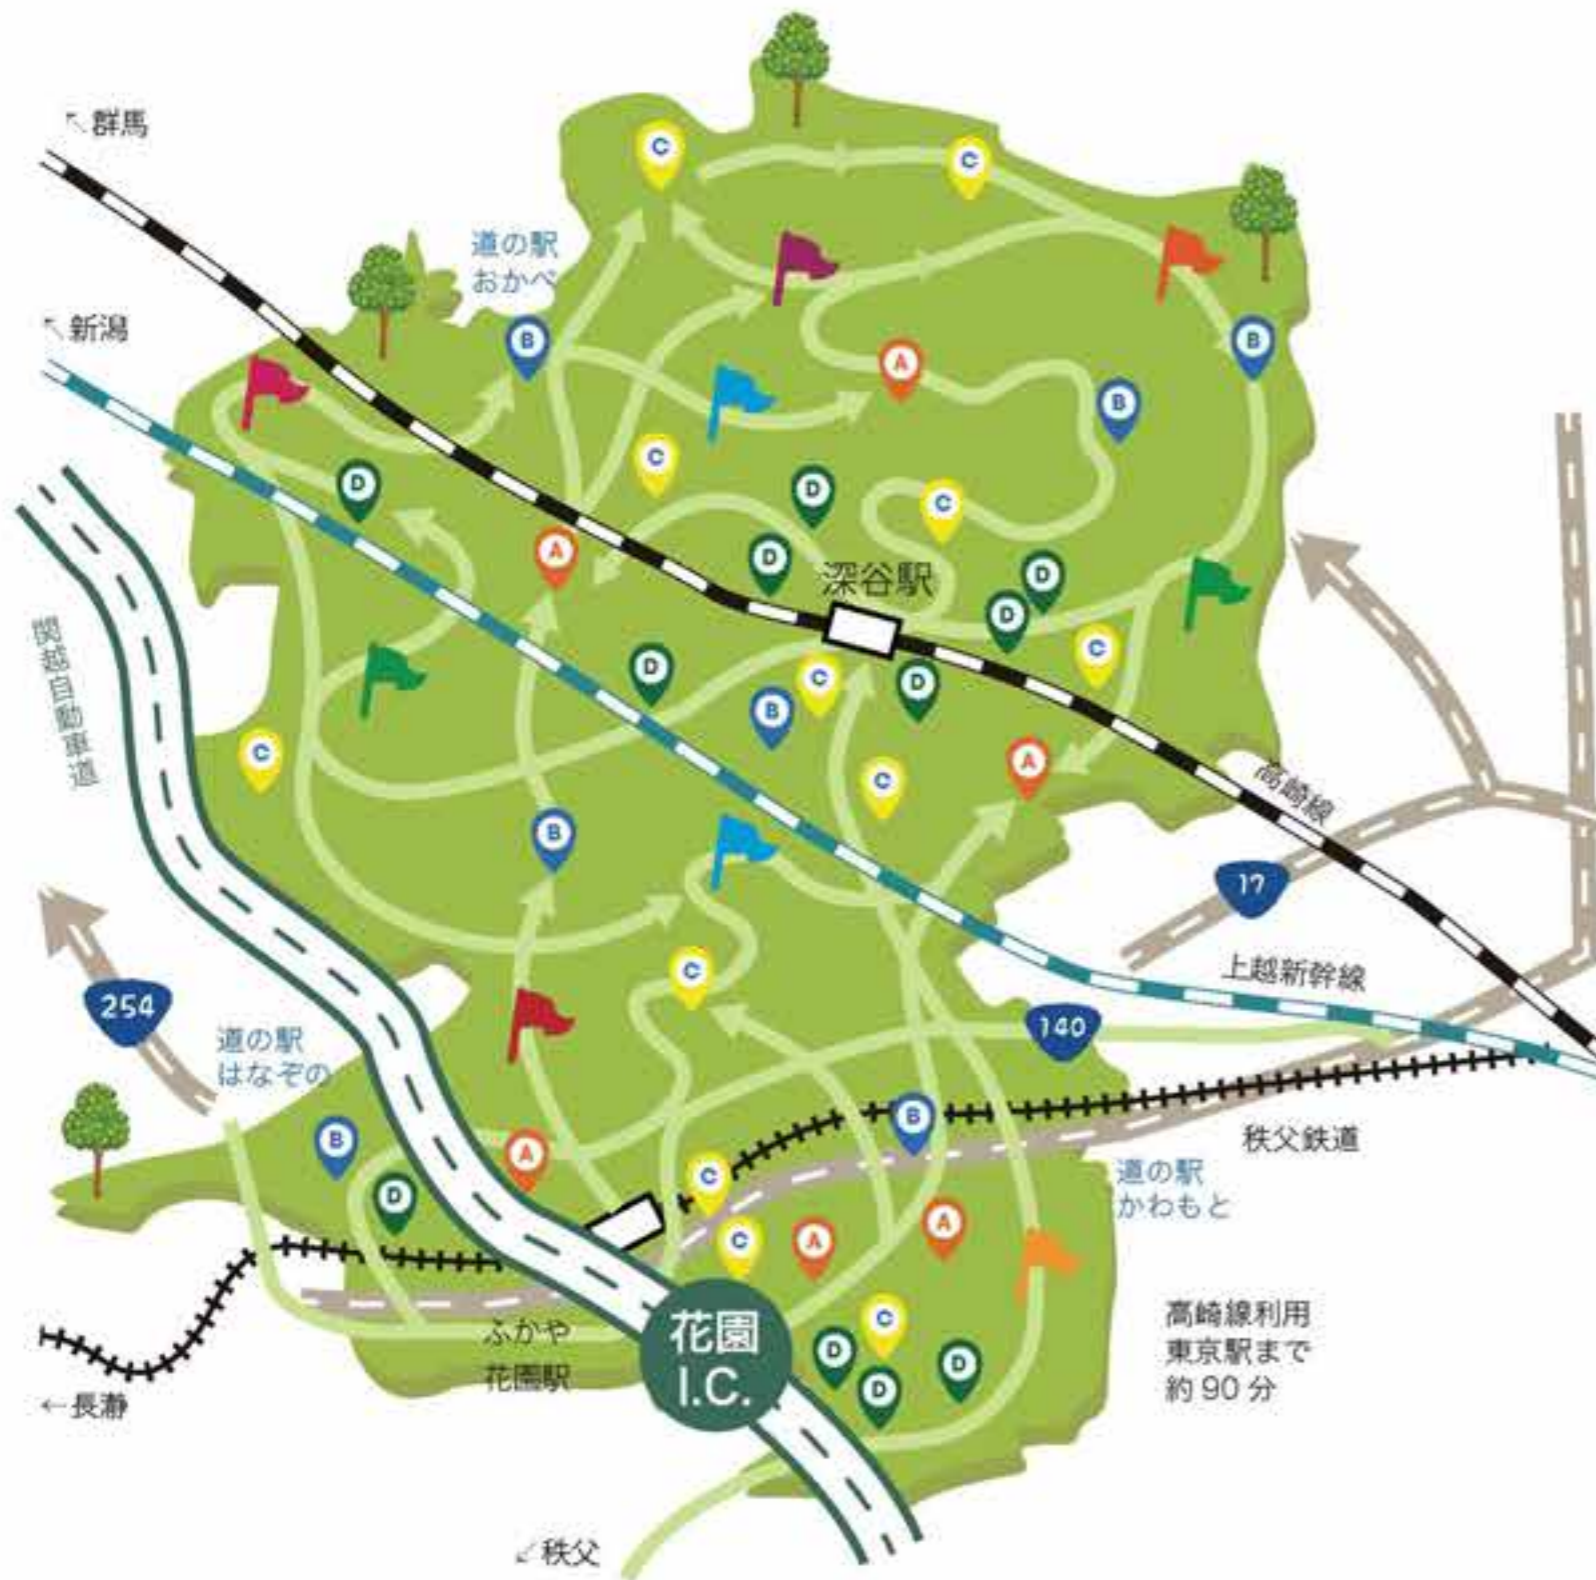 ↖群馬
C
C
道の駅
おかべ
↖新潟
B
B
A
B
C
D
D
C
A
D
深谷駅
D
D
関越自動車道
D
C
C
D
B
C
A
C
高崎線
B
17
上越新幹線
C
254
140
道の駅
はなぞの
B
B
秩父鉄道
A
C
道の駅
かわもと
D
A
C
A
高崎線利用
東京駅まで
約90分
花園
I.C.
ふかや
花園駅
C
D
D
D
←長瀞
↙秩父